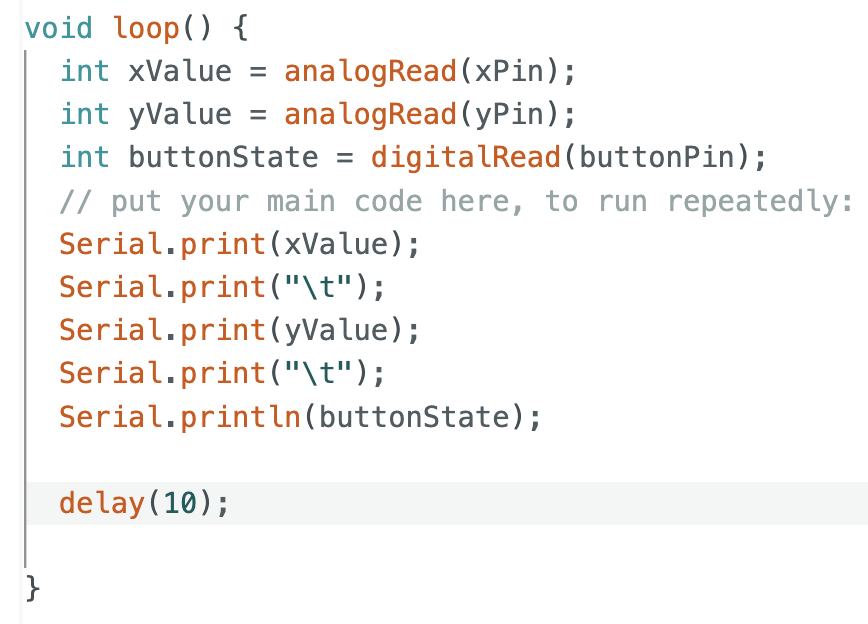 void loop() {
  int xValue = analogRead(xPin);
  int yValue = analogRead(yPin);
  int buttonState = digitalRead(buttonPin);
  // put your main code here, to run repeatedly:
  Serial.print(xValue);
  Serial.print("\t");
  Serial.print(yValue);
  Serial.print("\t");
  Serial.println(buttonState);
  delay(10);
}